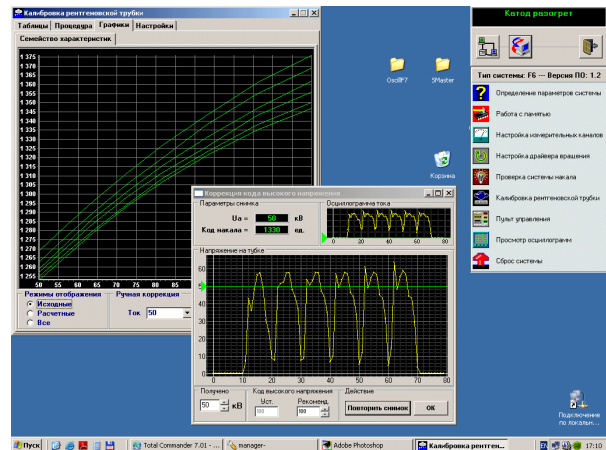 Калибровка рентгеновской трубки
Таблицы Процедура Графики Настройки
Семейство характеристик
1 375
1 370
1 365
1 360
1 355
1 350
1 345
1 340
1 335
1 330
1 325
1 320
1 315
1 310
1 305
1 300
1 295
1 290
1 285
1 280
1 275
1 270
1 265
1 260
1 255
50 55 60 65 70 75 80 85
Режимы отображения
Исходные
Расчетные
Все
Ручная коррекция
Ток 50
Коррекция кода высокого напряжения
Параметры снимка
Ua = 50 кВ
Код накала = 1330 ед.
Осциллограмма тока
0 10 20 30 40 50 60 70 80
Напряжение на тубке
60
50
40
30
20
10
0
0 10 20 30 40 50 60 70 80
Получено
50 кВ
Код высокого напряжения
Уст. Рекоменд.
100 100
Действие
Повторить снимок OK
OscillF7
SMaster
Корзина
Катод разогрет
Тип системы: F6 --- Версия ПО: 1.2
Определение параметров системы
Работа с памятью
Настройка измерительных каналов
Настройка драйвера вращения
Проверка системы накала
Калибровка рентгеновской трубки
Пульт управления
Просмотр осциллограмм
Сброс системы
Подключение
по локальн...
Пуск
Total Commander 7.01 - ...
manager-
Adobe Photoshop
Калибровка рентген...
17:10